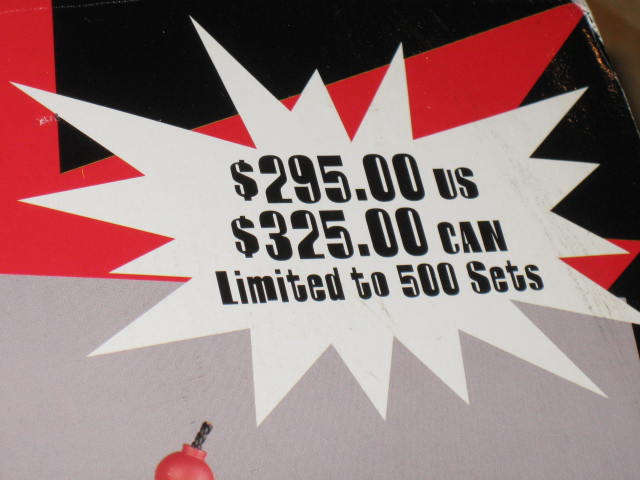 $295.00 US
$325.00 CAN
Limited to 500 Sets